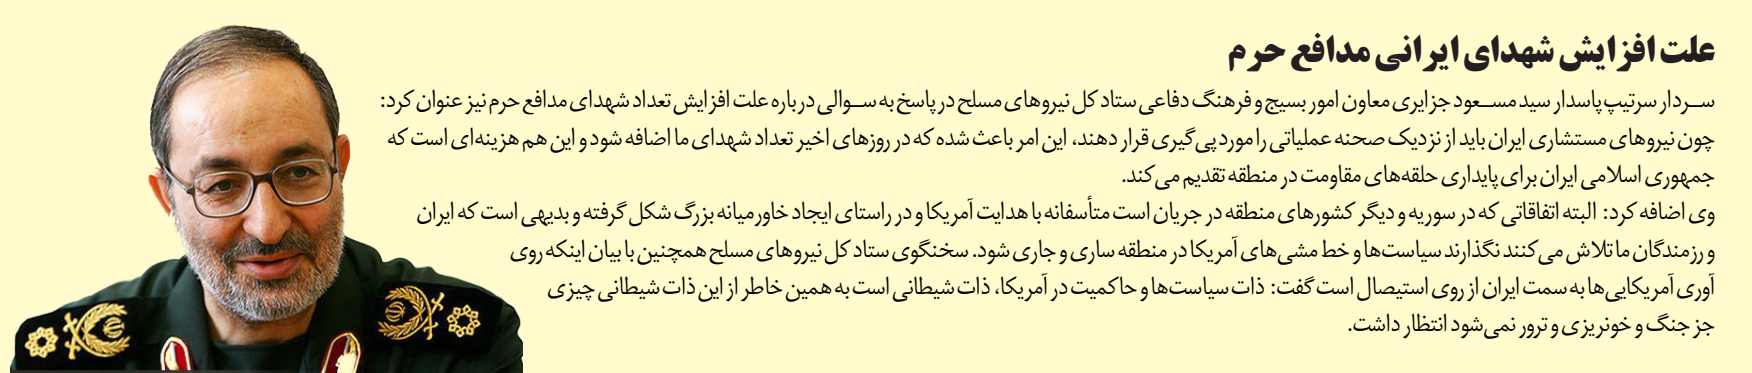 علت افزایش شهدای ایرانی مدافع حرم
سردار سرتیپ پاسدار سید مسعود جزایری معاون امور بسیج و فرهنگ دفاعی ستاد کل نیروهای مسلح در پاسخ به سوالی درباره علت افزایش تعداد شهدای مدافع حرم نیز عنوان کرد:
چون نیروهای مستشاری ایران باید از نزدیک صحنه عملیاتی را مورد پی‌گیری قرار دهند، این امر باعث شده که در روزهای اخیر تعداد شهدای ما اضافه شود و این هم هزینه‌ای است که
جمهوری اسلامی ایران برای پایداری حلقه‌های مقاومت در منطقه تقدیم می‌کند.
وی اضافه کرد: البته اتفاقاتی که در سوریه و دیگر کشورهای منطقه در جریان است متأسفانه با هدایت آمریکا و در راستای ایجاد خاورمیانه بزرگ شکل گرفته و بدیهی است که ایران
و رزمندگان ما تلاش می‌کنند نگذارند سیاست‌ها و خط مشی‌های آمریکا در منطقه ساری و جاری شود. سخنگوی ستاد کل نیروهای مسلح همچنین با بیان اینکه روی
آوری آمریکایی‌ها به سمت ایران از روی استیصال است گفت: ذات سیاست‌ها و حاکمیت در آمریکا، ذات شیطانی است به همین خاطر از این ذات شیطانی چیزی
جز جنگ و خونریزی و ترور نمی‌شود انتظار داشت.